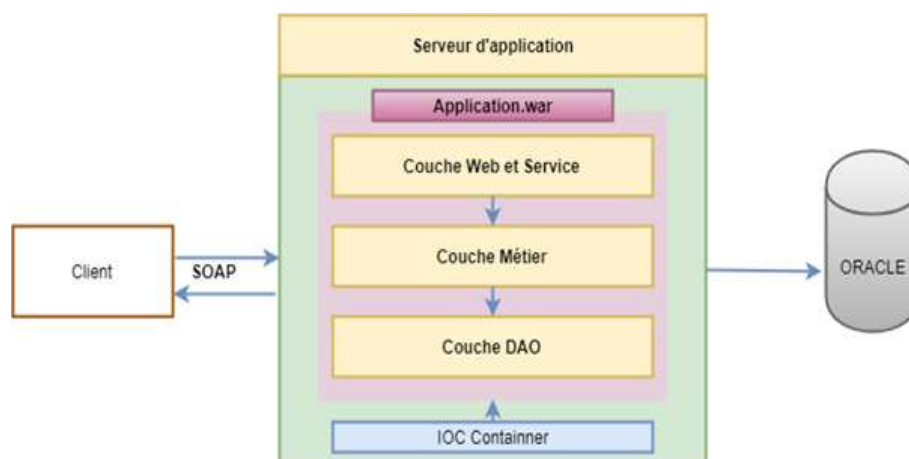 Serveur d'application
Application.war
Couche Web et Service
Client
SOAP
Couche Métier
ORACLE
Couche DAO
IOC Containner